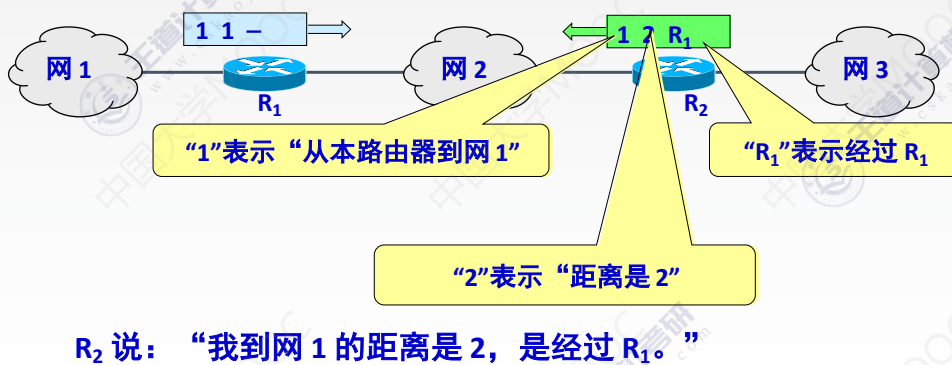 1 1 –
1 2 R₁
网 1
网 2
网 3
R₁
R₂
“1”表示“从本路由器到网 1”
“R₁”表示经过 R₁
“2”表示“距离是 2”
R₂ 说：“我到网 1 的距离是 2，是经过 R₁。”